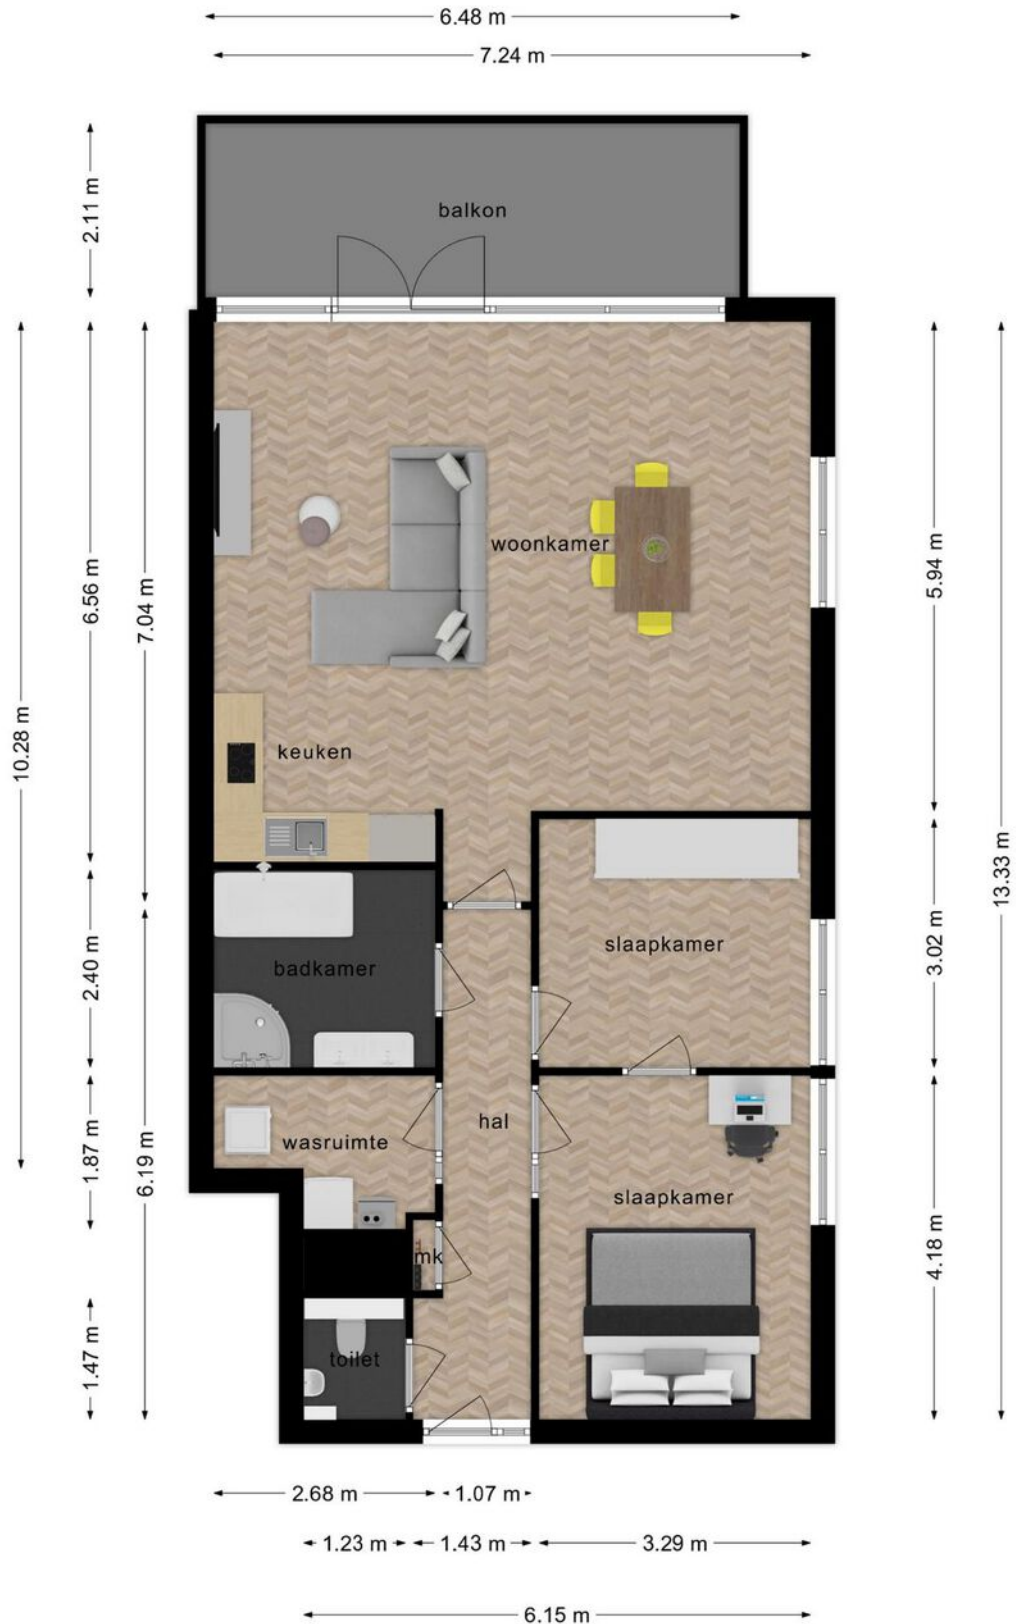 6.48 m
7.24 m
2.11 m
balkon
10.28 m
6.56 m
7.04 m
woonkamer
5.94 m
13.33 m
keuken
2.40 m
badkamer
slaapkamer
3.02 m
1.87 m
6.19 m
wasruimte
hal
slaapkamer
4.18 m
mk
1.47 m
toilet
2.68 m
1.07 m
1.23 m
1.43 m
3.29 m
6.15 m